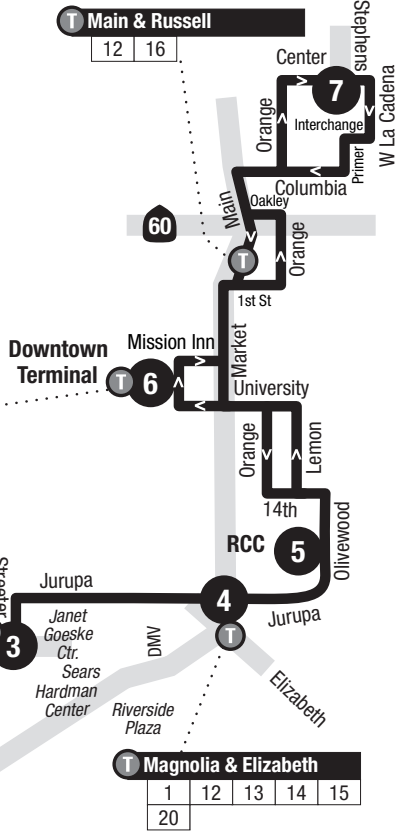 T Main & Russell
12 16
Stephens
Center
7
Orange
Interchange
W La Cadena
Primer
Columbia
Main
Oakley
60
Orange
T
1st St
Market
Mission Inn
Downtown
Terminal
T 6
University
Orange
Lemon
14th
RCC 5
Olivewood
Jurupa
Streeter
4
Jurupa
3
Janet
Goeske
Ctr.
Sears
Hardman
Center
DMV
T
Riverside
Plaza
Elizabeth
T Magnolia & Elizabeth
1 12 13 14 15
20